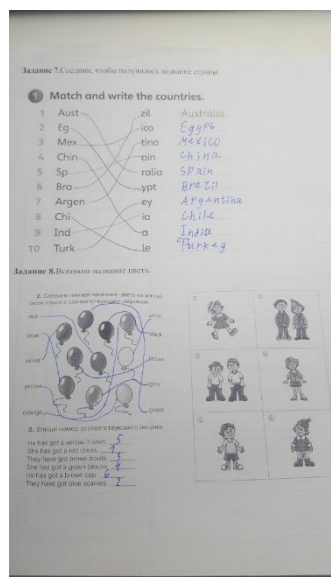 Задание 7.Соедини, чтобы получилось название страны.
1 Match and write the countries.
1 Aust zil Australia
2 Eg ico Egypt
3 Mex tina Mexico
4 Chin ain China
5 Sp ralia Spain
6 Bra ypt Brazil
7 Argen ey Argentina
8 Chi ia Chile
9 Ind a India
10 Turk le Turkey
Задание 8.Вспомни название цвета.
red
blue black
violet brown
yellow grey
orange green
He has got a yellow T-shirt. 5
She has got a red dress. 1
They have got brown boots. 3
She has got a green blouse. 4
He has got a brown cap. 6
They have got blue scarves. 2